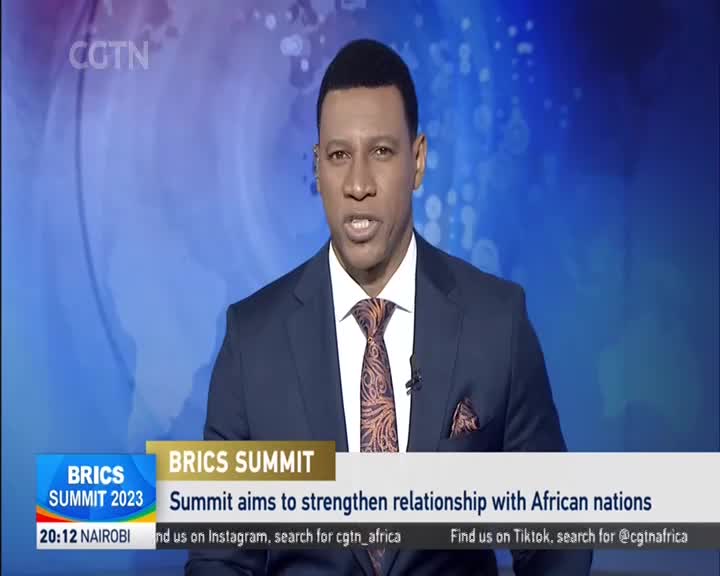 CGTN
BRICS SUMMIT
BRICS
SUMMIT 2023
Summit aims to strengthen relationship with African nations
20:12 NAIROBI
nd us on Instagram, search for cgtn_africa
Find us on Tiktok, search for @cgtnafrica